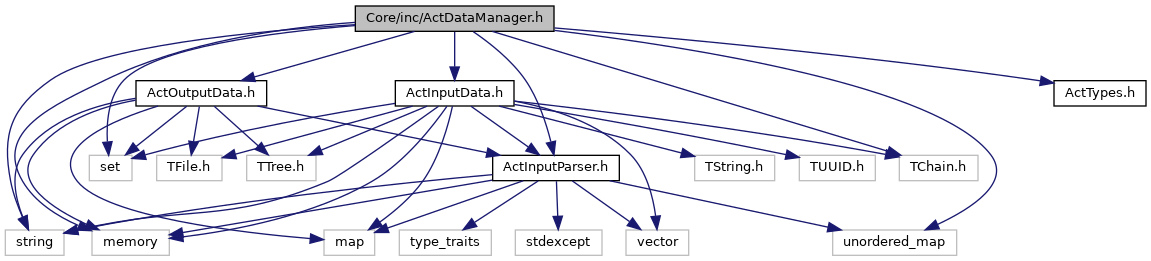 Core/inc/ActDataManager.h
ActOutputData.h
ActInputData.h
ActTypes.h
set
TFile.h
TTree.h
ActInputParser.h
TString.h
TUUID.h
TChain.h
string
memory
map
type_traits
stdexcept
vector
unordered_map